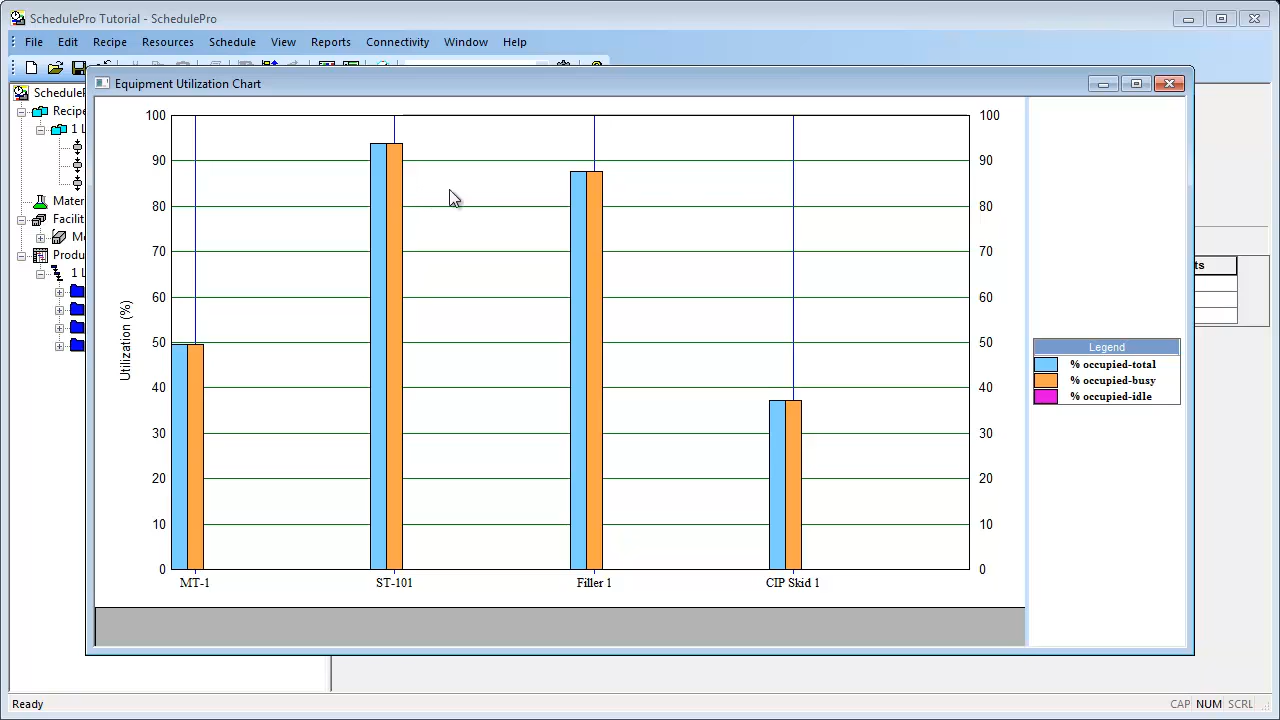 SchedulePro Tutorial - SchedulePro
File Edit Recipe Resources Schedule View Reports Connectivity Window Help
Equipment Utilization Chart
Utilization (%)
100 100
90 90
80 80
70 70
60 60
50 50
40 40
30 30
20 20
10 10
0 0
MT-1 ST-101 Filler 1 CIP Skid 1
Legend
% occupied-total
% occupied-busy
% occupied-idle
Ready
CAP NUM SCRL